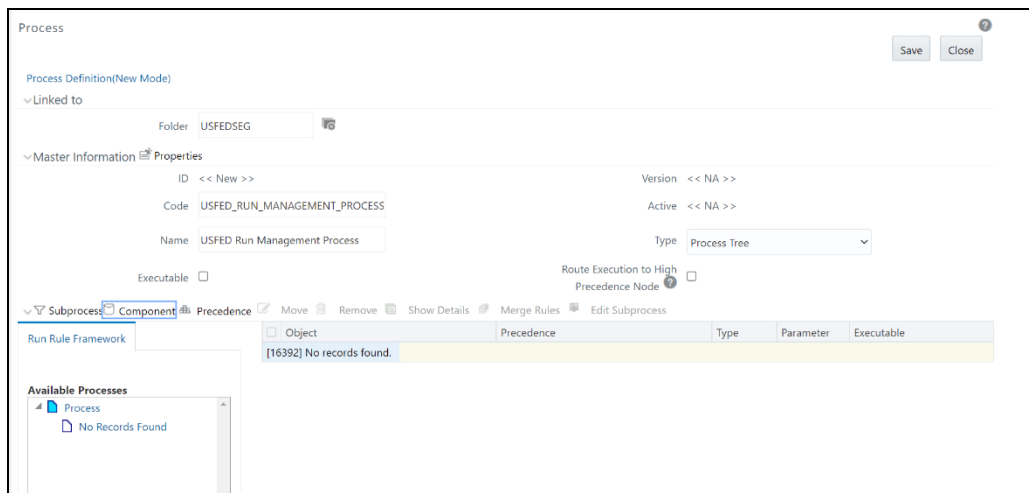 Process
Save Close
Process Definition(New Mode)
Linked to
Folder USFEDSEG
Master Information Properties
ID << New >> Version << NA >>
Code USFED_RUN_MANAGEMENT_PROCESS Active << NA >>
Name USFED Run Management Process Type Process Tree
Executable Route Execution to High Precedence Node
Subprocess Component Precedence Move Remove Show Details Merge Rules Edit Subprocess
Run Rule Framework Object Precedence Type Parameter Executable
[16392] No records found.
Available Processes
Process
No Records Found